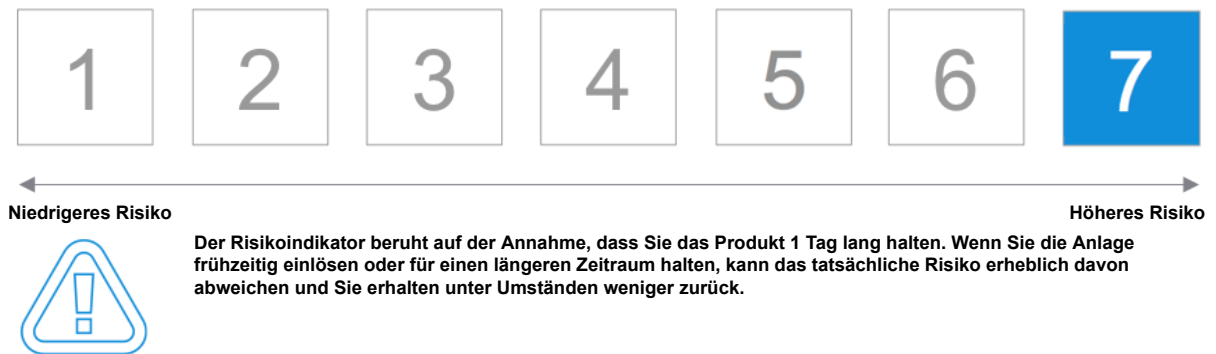 1 2 3 4 5 6 7
Niedrigeres Risiko Höheres Risiko
Der Risikoindikator beruht auf der Annahme, dass Sie das Produkt 1 Tag lang halten. Wenn Sie die Anlage
frühzeitig einlösen oder für einen längeren Zeitraum halten, kann das tatsächliche Risiko erheblich davon
abweichen und Sie erhalten unter Umständen weniger zurück.